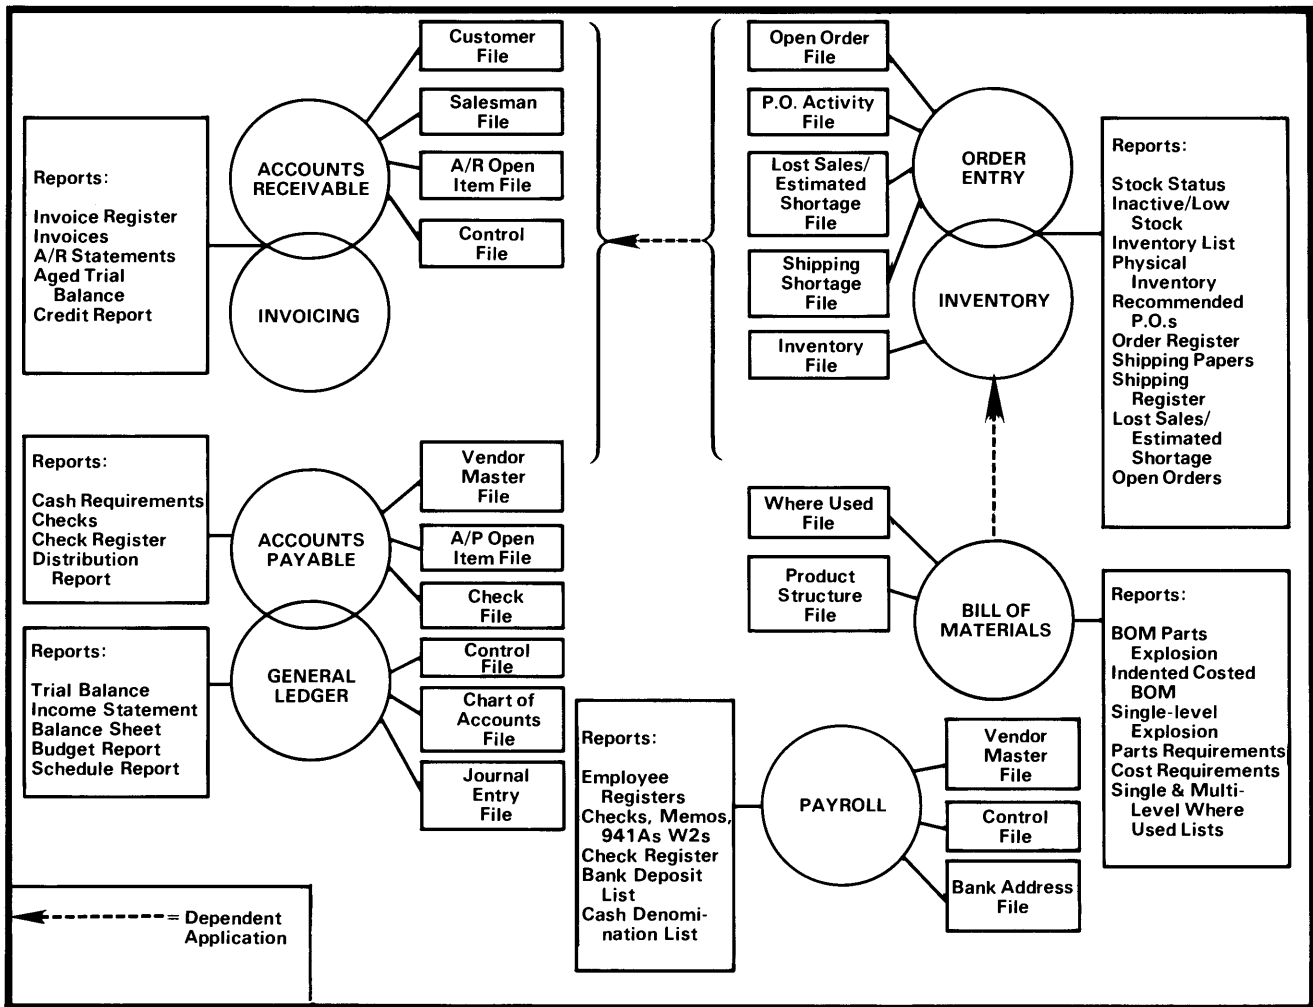 Customer
File
Salesman
File
A/R Open
Item File
Control
File
ACCOUNTS
RECEIVABLE
INVOICING
Reports:
Invoice Register
Invoices
A/R Statements
Aged Trial
Balance
Credit Report
Open Order
File
P.O. Activity
File
Lost Sales/
Estimated
Shortage
File
Shipping
Shortage
File
Inventory
File
ORDER
ENTRY
INVENTORY
Reports:
Stock Status
Inactive/Low
Stock
Inventory List
Physical
Inventory
Recommended
P.O.s
Order Register
Shipping Papers
Shipping
Register
Lost Sales/
Estimated
Shortage
Open Orders
Reports:
Cash Requirements
Checks
Check Register
Distribution
Report
ACCOUNTS
PAYABLE
Vendor
Master
File
A/P Open
Item File
Check
File
Reports:
Trial Balance
Income Statement
Balance Sheet
Budget Report
Schedule Report
GENERAL
LEDGER
Control
File
Chart of
Accounts
File
Journal
Entry
File
Where Used
File
Product
Structure
File
BILL OF
MATERIALS
Reports:
BOM Parts
Explosion
Indented Costed
BOM
Single-level
Explosion
Parts Requirements
Cost Requirements
Single & Multi-
Level Where
Used Lists
Reports:
Employee
Registers
Checks, Memos,
941As W2s
Check Register
Bank Deposit
List
Cash Denomi-
nation List
PAYROLL
Vendor
Master
File
Control
File
Bank Address
File
= Dependent
Application